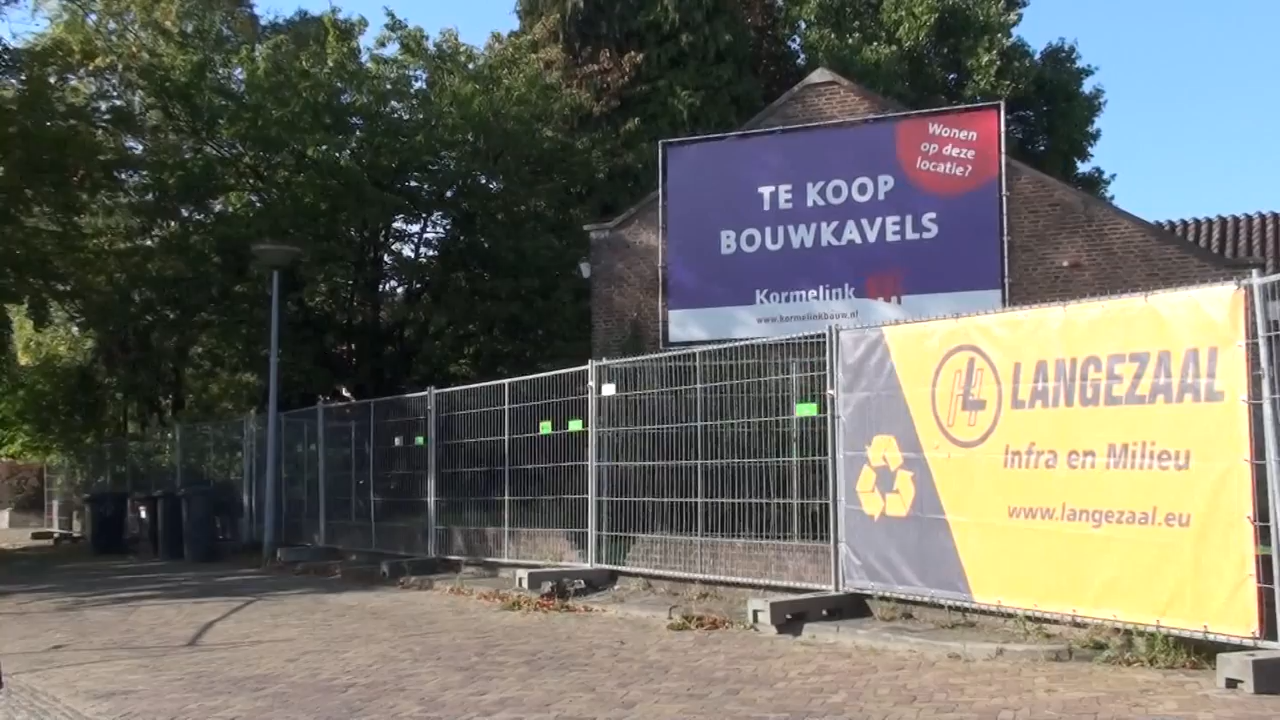 Wonen
op deze
locatie?
TE KOOP
BOUWKAVELS
Kormelink
www.kormelinkbouw.nl
LANGEZAAL
Infra en Milieu
www.langezaal.eu